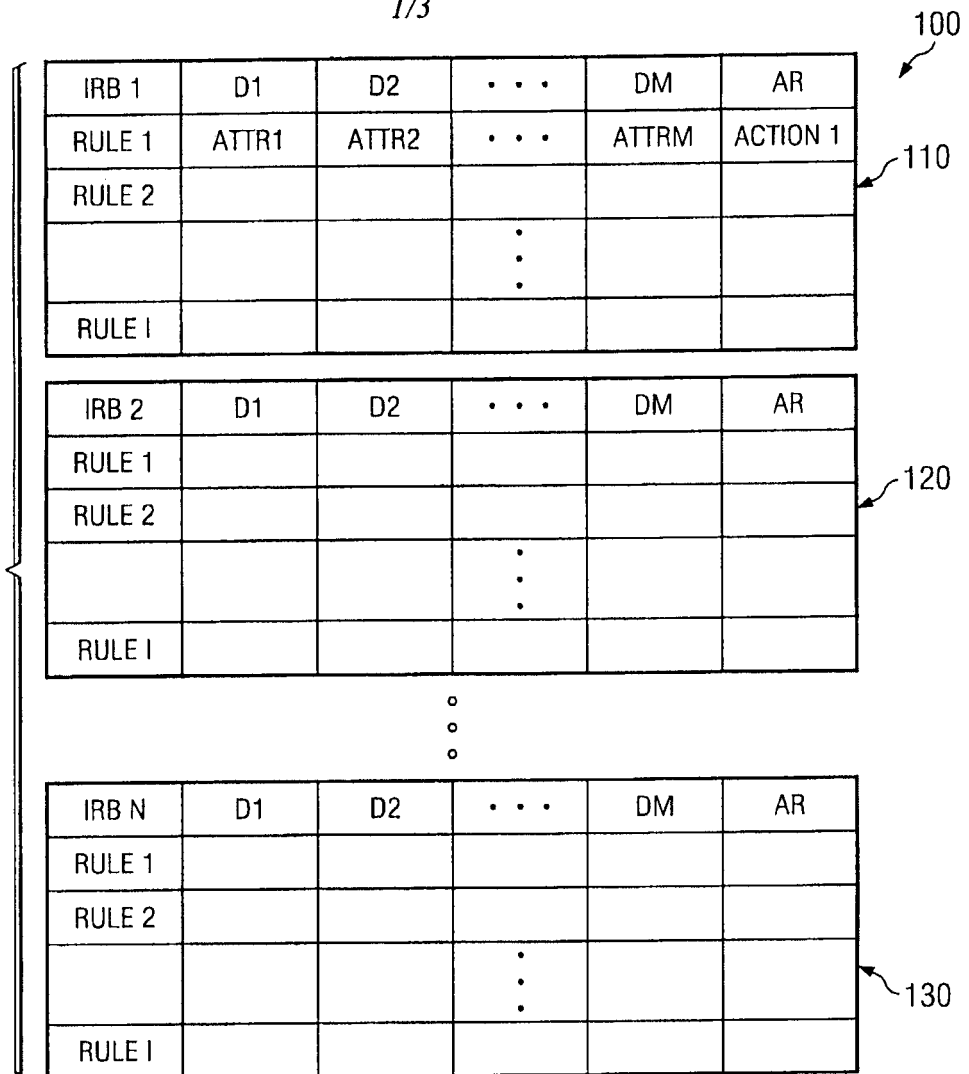 1/3
100
IRB 1 D1 D2 • • • DM AR
RULE 1 ATTR1 ATTR2 • • • ATTRM ACTION 1
110
RULE 2
RULE I
IRB 2 D1 D2 • • • DM AR
RULE 1
120
RULE 2
RULE I
IRB N D1 D2 • • • DM AR
RULE 1
RULE 2
130
RULE I